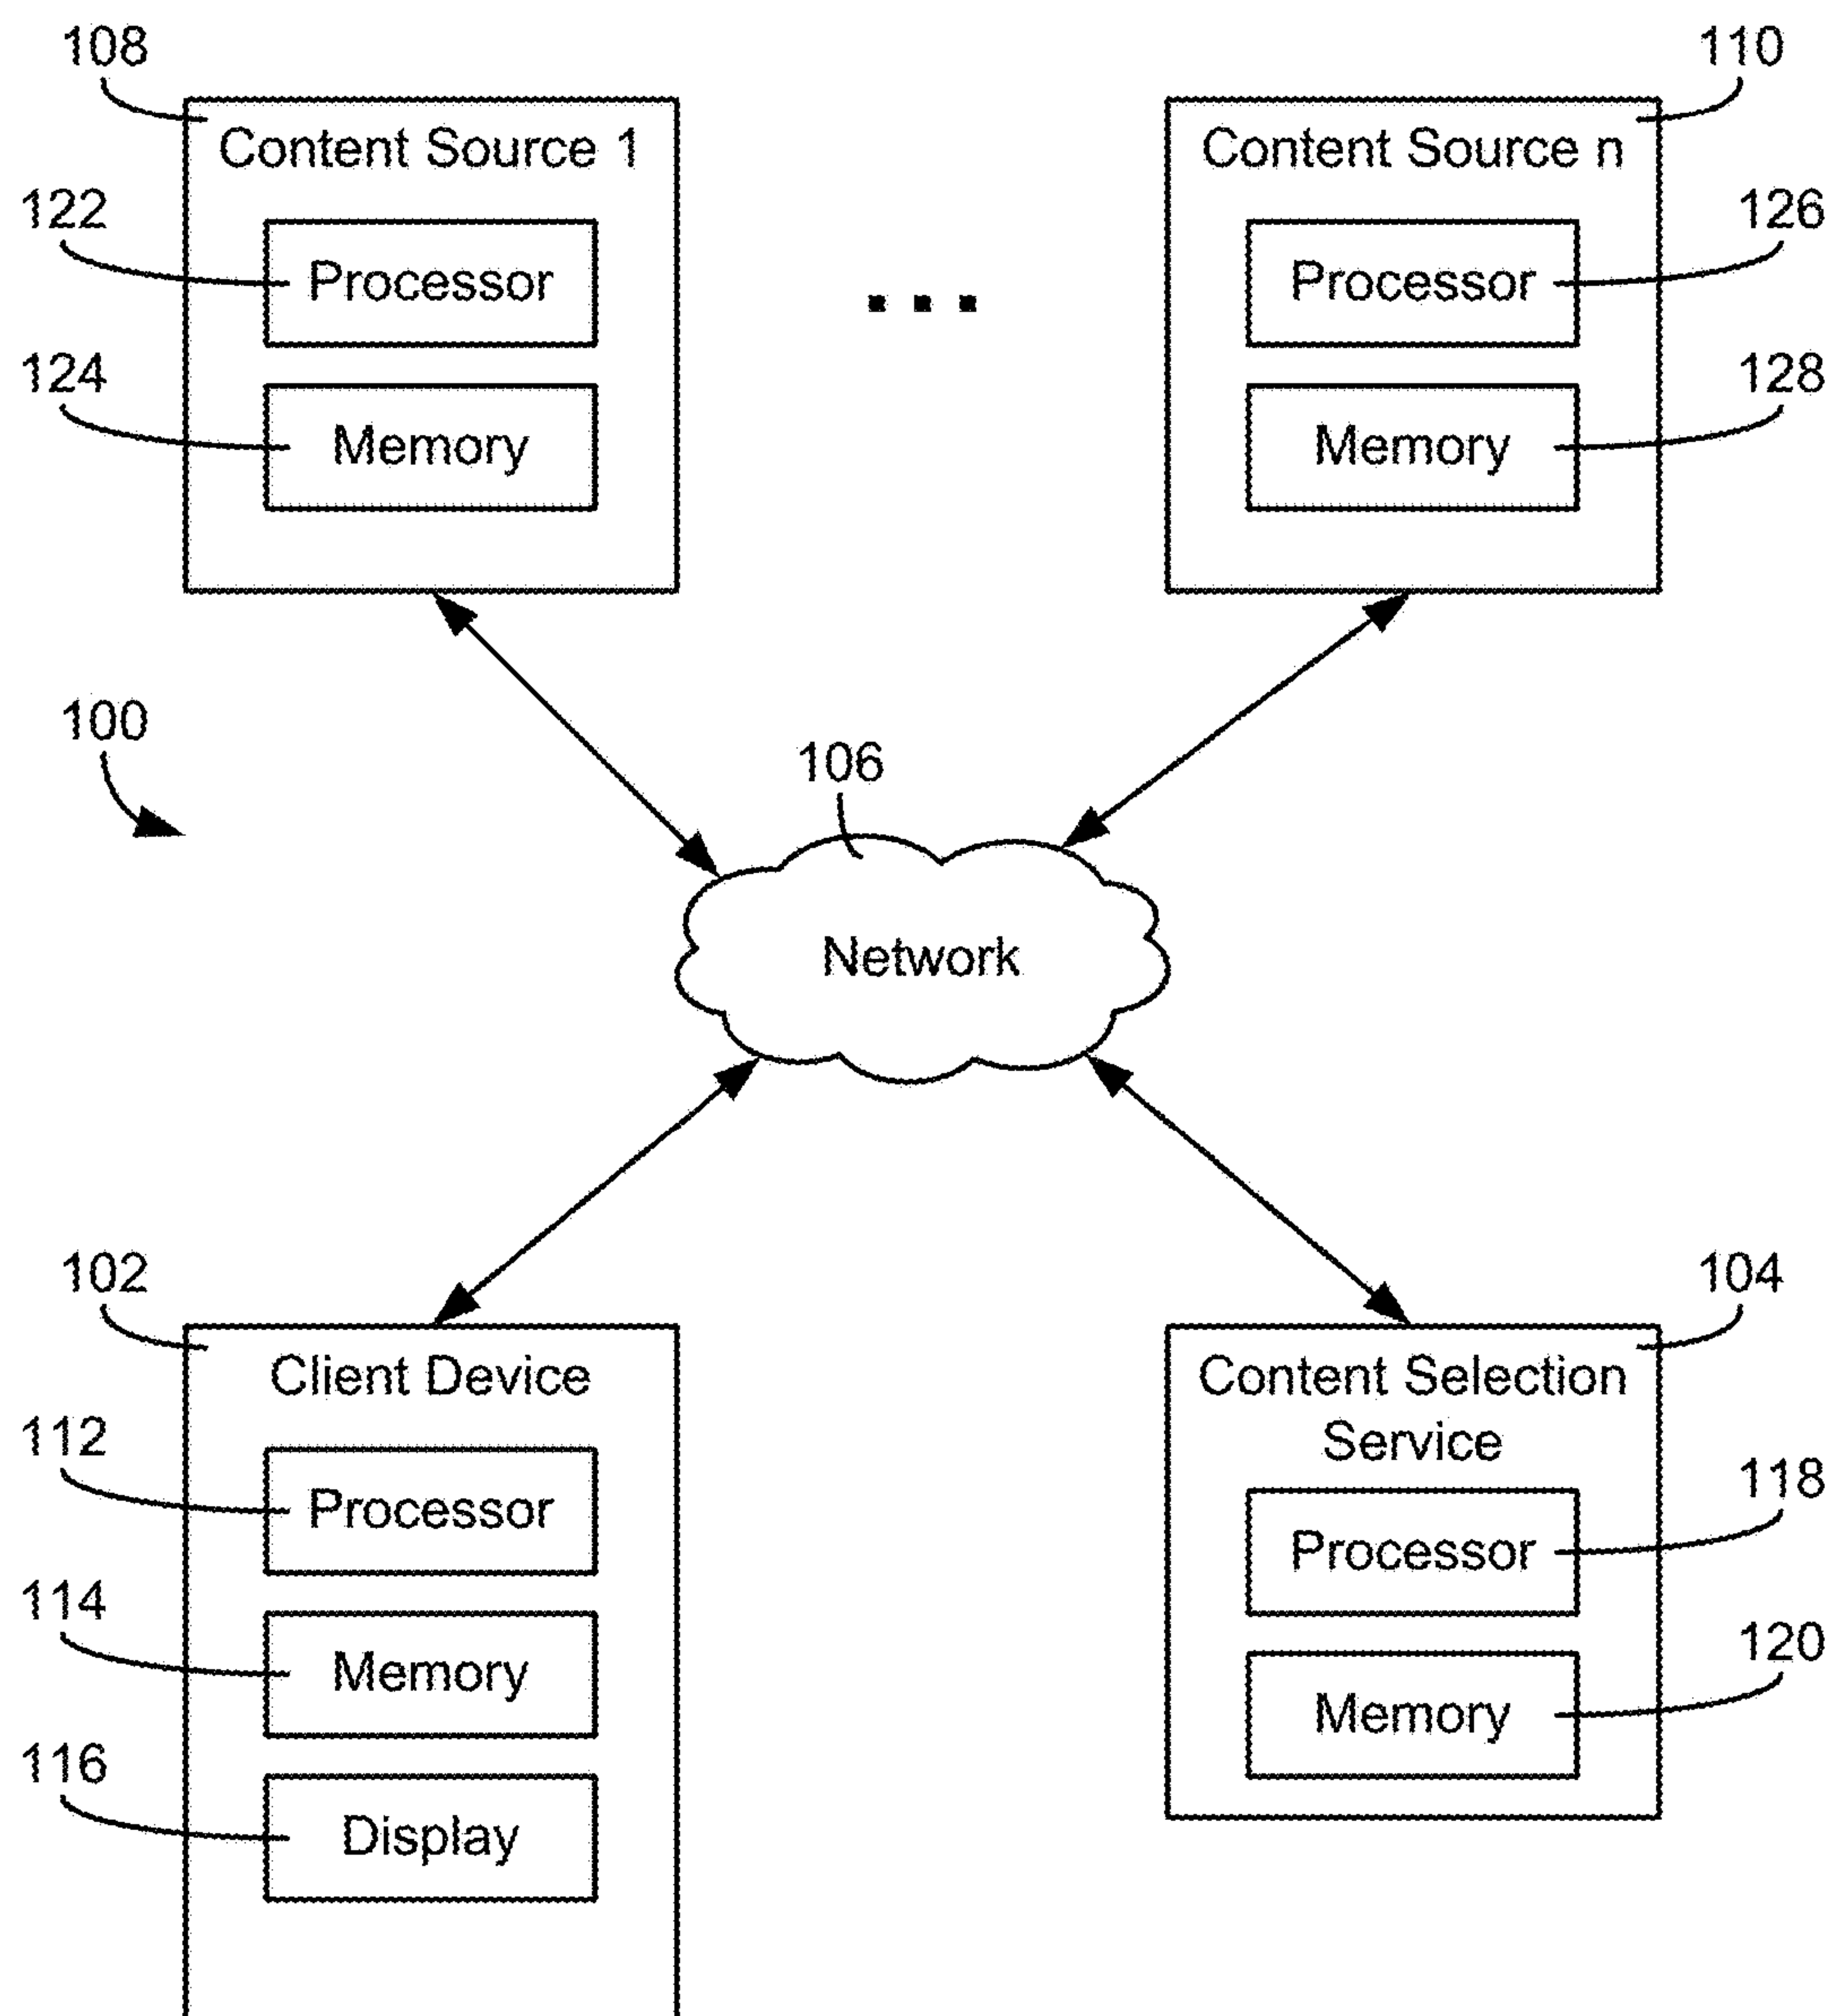 108
110
Content Source 1
Content Source n
122
126
Processor
Processor
124
128
Memory
Memory
100
106
Network
102
104
Client Device
Content Selection
Service
112
118
Processor
Processor
114
120
Memory
Memory
116
Display